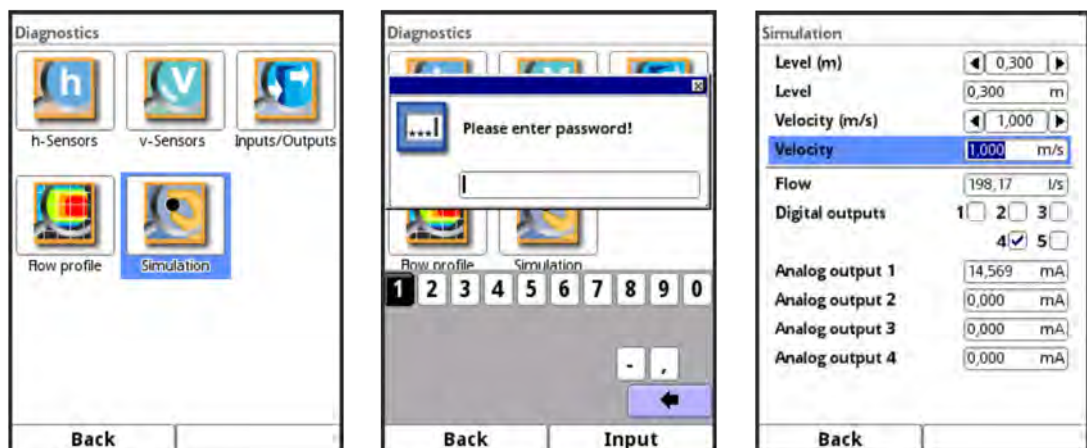 Diagnostics
h
V
h-Sensors
v-Sensors
Inputs/Outputs
Flow profile
Simulation
Back
Diagnostics
...I
Please enter password!
Flow profile
Simulation
1 2 3 4 5 6 7 8 9 0
- ,
Back
Input
Simulation
Level (m) 0,300
Level 0,300 m
Velocity (m/s) 1,000
Velocity 1,000 m/s
Flow 198,17 l/s
Digital outputs 1 2 3
4 5
Analog output 1 14,569 mA
Analog output 2 0,000 mA
Analog output 3 0,000 mA
Analog output 4 0,000 mA
Back